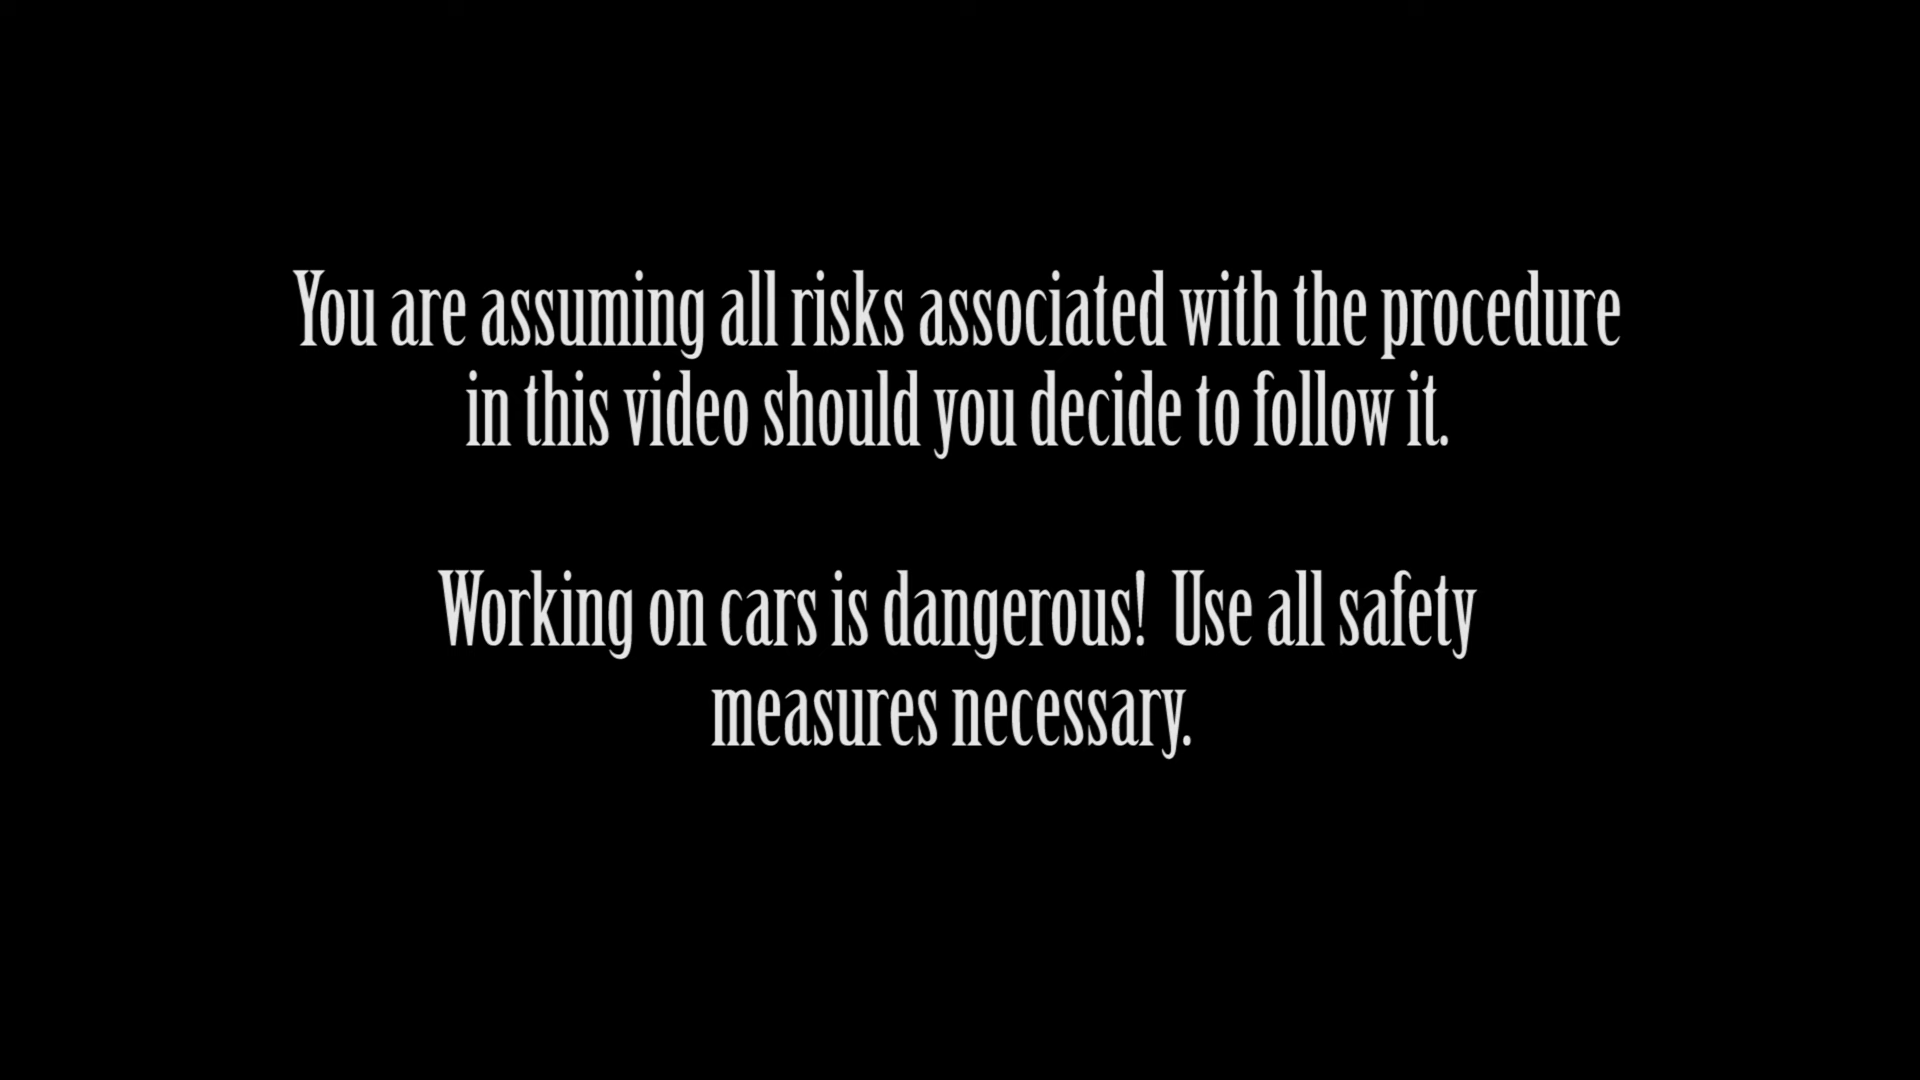 You are assuming all risks associated with the procedure
in this video should you decide to follow it.
Working on cars is dangerous!  Use all safety
measures necessary.